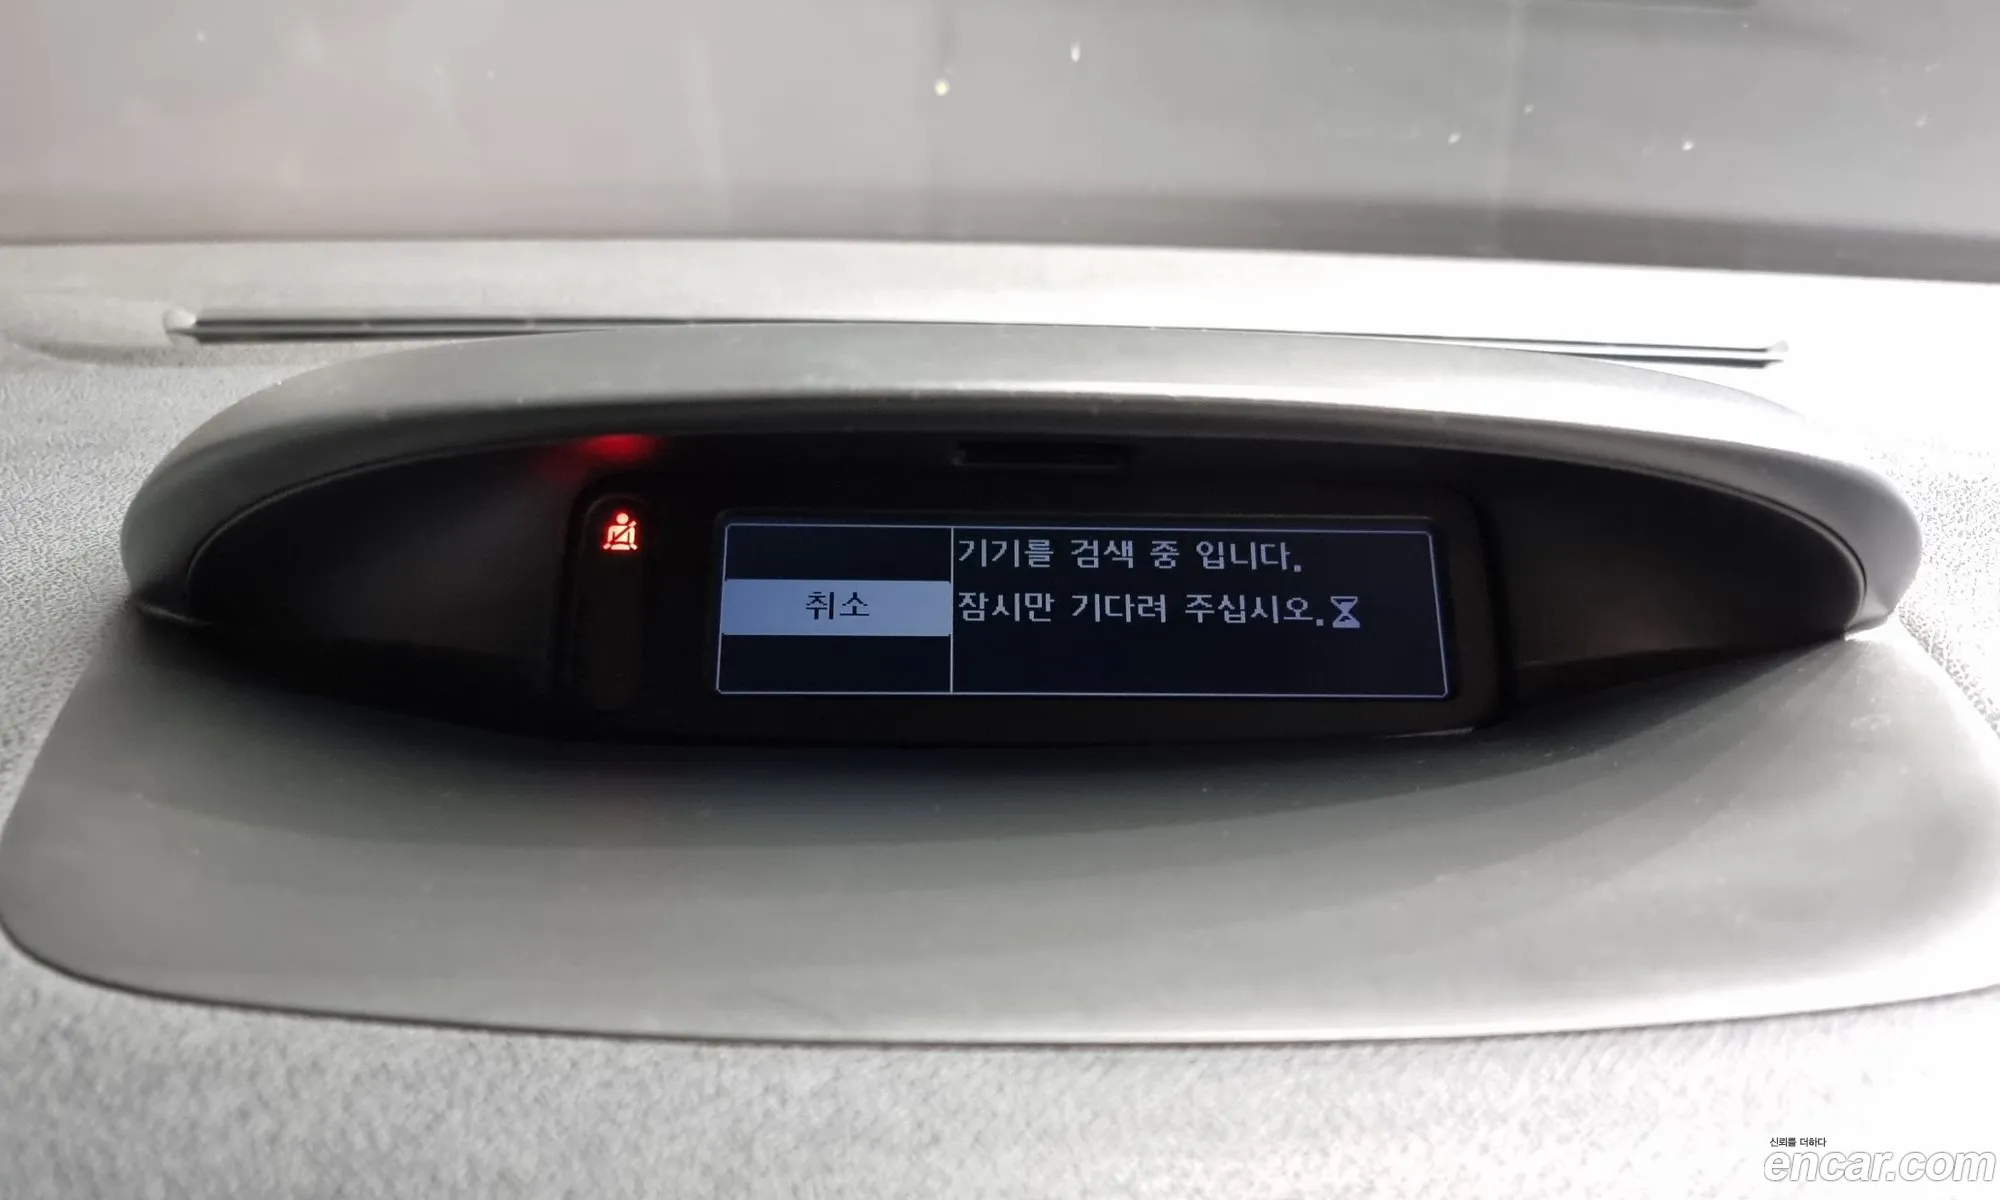 기기를 검색 중 입니다.
취소
잠시만 기다려 주십시오.
신뢰를 더하다
encar.com